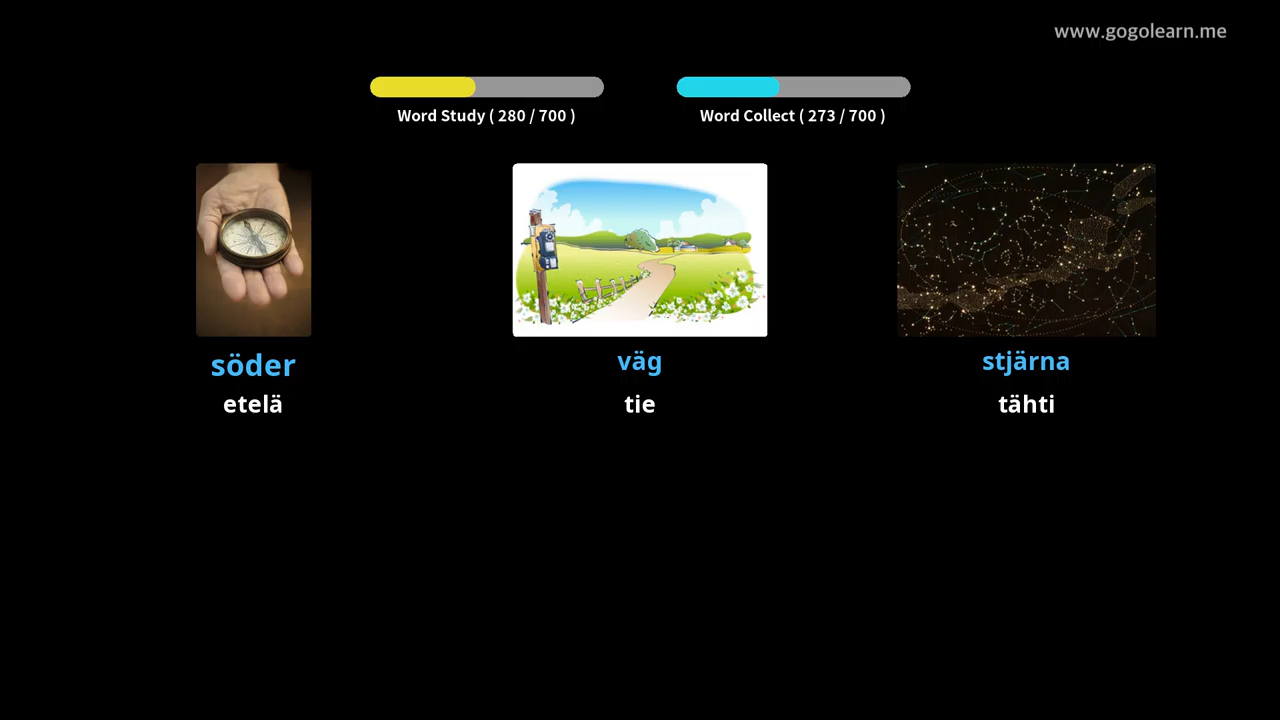 www.gogolearn.me
Word Study ( 280 / 700 )
Word Collect ( 273 / 700 )
söder
väg
stjärna
etelä
tie
tähti